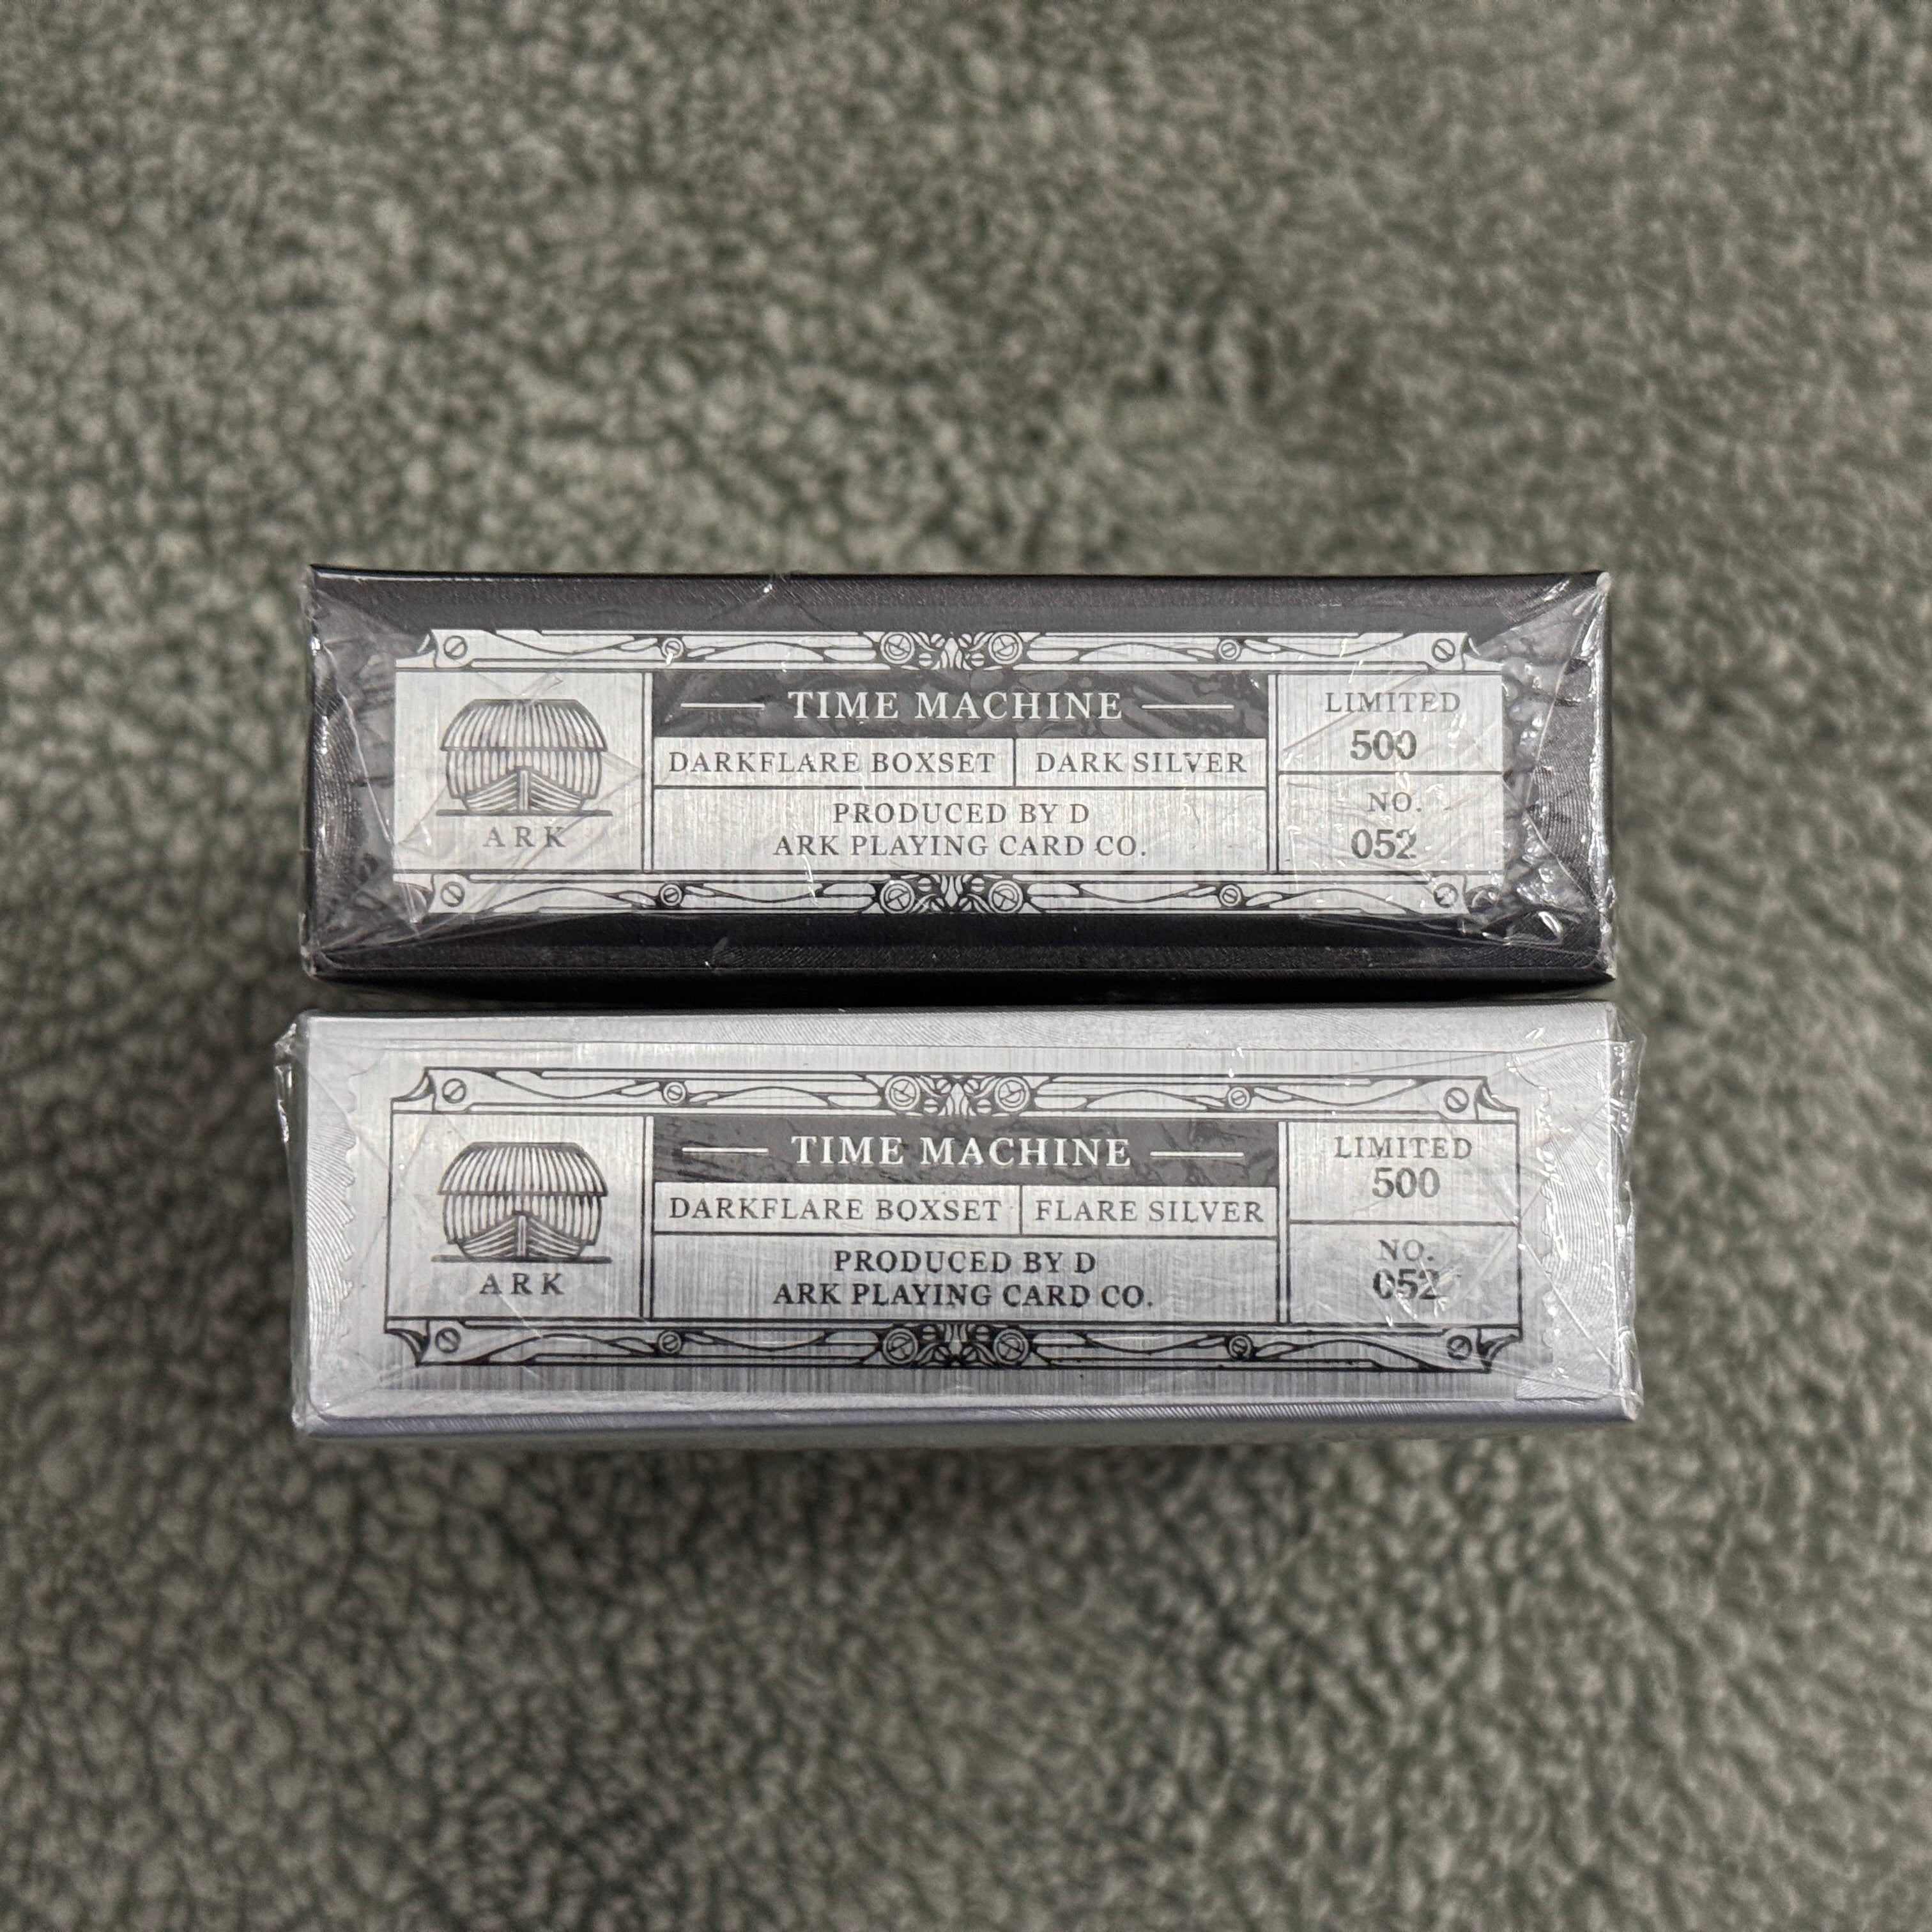 TIME MACHINE
DARKFLARE BOXSET
DARK SILVER
PRODUCED BY D
ARK PLAYING CARD CO.
ARK
LIMITED
500
NO.
052
TIME MACHINE
DARKFLARE BOXSET
FLARE SILVER
PRODUCED BY D
ARK PLAYING CARD CO.
ARK
LIMITED
500
NO.
052